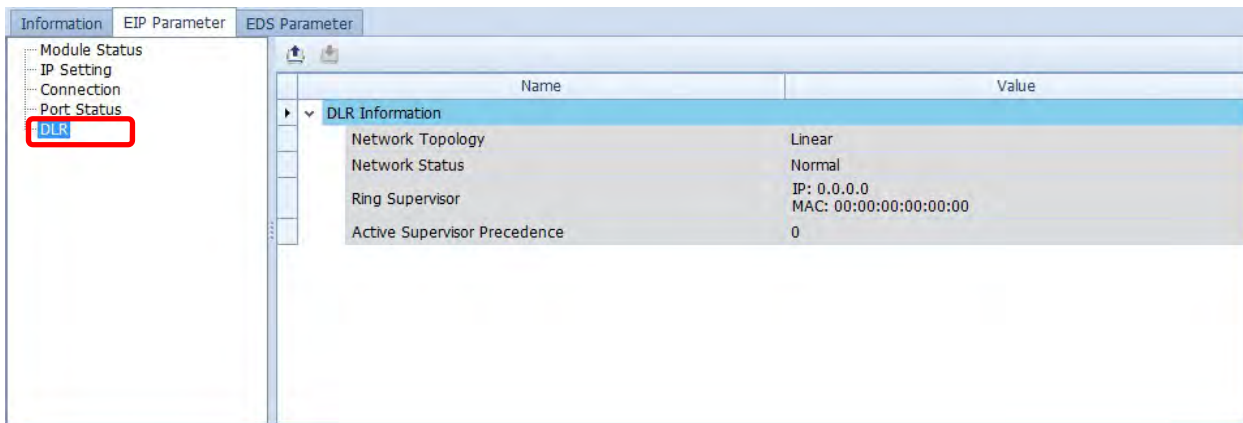 Information EIP Parameter EDS Parameter
Module Status
IP Setting
Connection
Port Status
DLR
Name Value
DLR Information
Network Topology Linear
Network Status Normal
Ring Supervisor IP: 0.0.0.0
MAC: 00:00:00:00:00:00
Active Supervisor Precedence 0